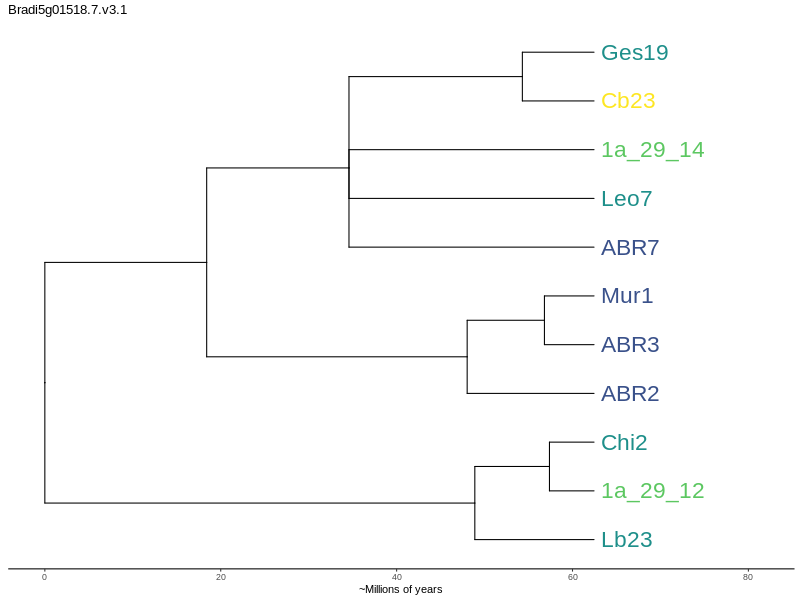 Bradi5g01518.7.v3.1
Ges19
Cb23
1a_29_14
Leo7
ABR7
Mur1
ABR3
ABR2
Chi2
1a_29_12
Lb23
0 20 40 60 80
~Millions of years